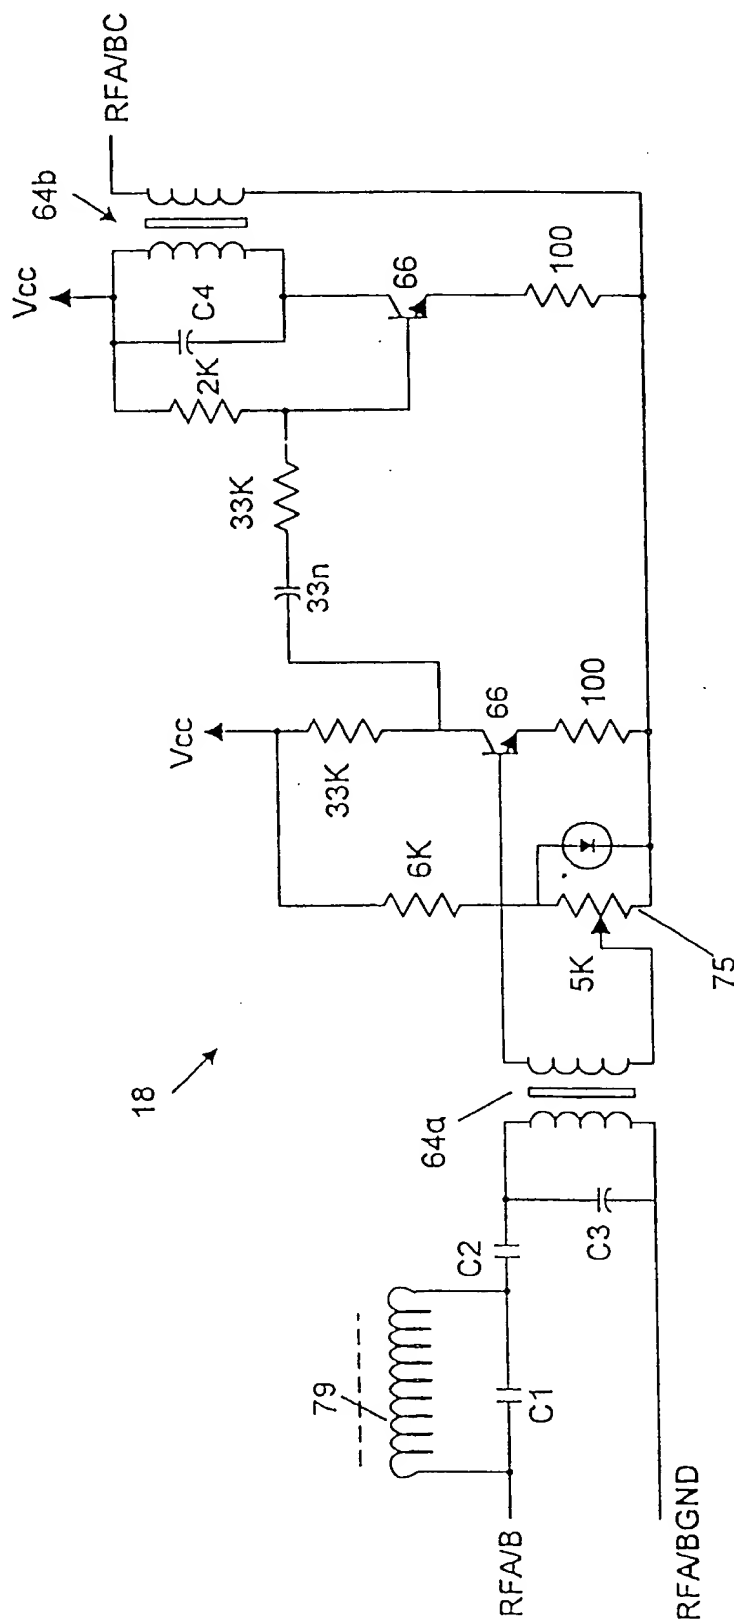 18
RFA/B
RFA/BGND
79
C1
C2
C3
64a
5K
75
6K
Vcc
33K
66
100
33n
33K
2K
C4
Vcc
64b
66
100
RFA/BC